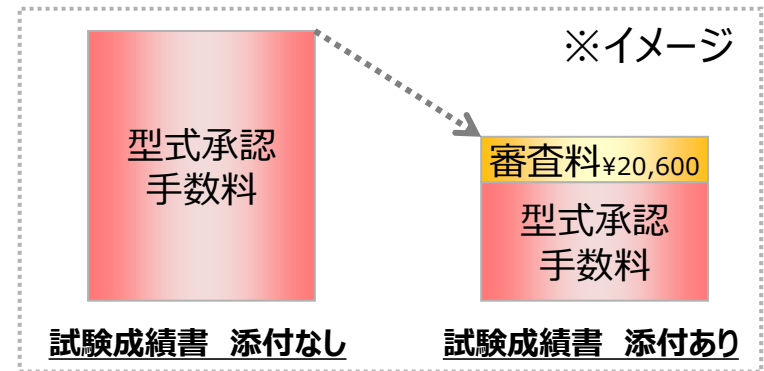 ※イメージ
型式承認
手数料
審査料¥20,600
型式承認
手数料
試験成績書　添付なし
試験成績書　添付あり